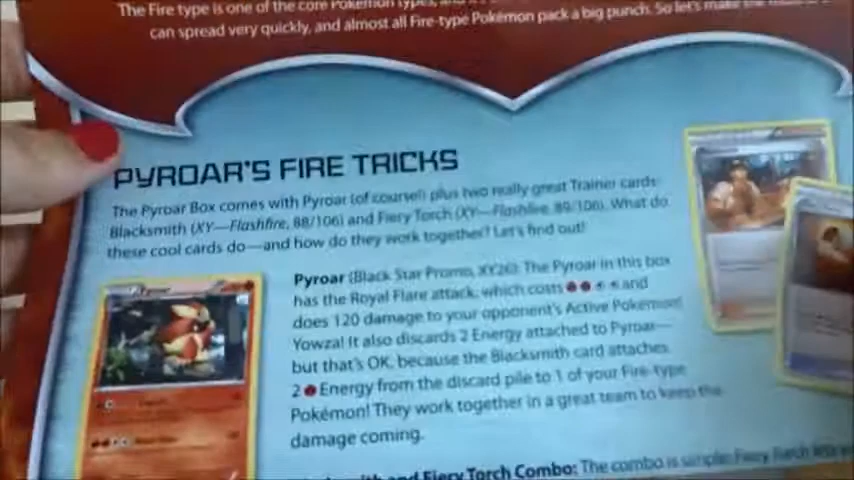 The Fire type is one of the core Pokémon types, and
can spread very quickly, and almost all Fire-type Pokémon pack a big punch. So let's make the
PYROAR'S FIRE TRICKS
The Pyroar Box comes with Pyroar (of course!) plus two really great Trainer cards:
Blacksmith (XY—Flashfire, 88/106) and Fiery Torch (XY—Flashfire, 89/106). What do
these cool cards do—and how do they work together? Let's find out!
Pyroar (Black Star Promo, XY26): The Pyroar in this box
has the Royal Flare attack, which costs and
does 120 damage to your opponent's Active Pokémon!
Yowza! It also discards 2 Energy attached to Pyroar—
but that's OK, because the Blacksmith card attaches
2 Energy from the discard pile to 1 of your Fire-type
Pokémon! They work together in a great team to keep the
damage coming.
Pyroar
and Fiery Torch Combo: The combo is simple: Fiery Torch lets